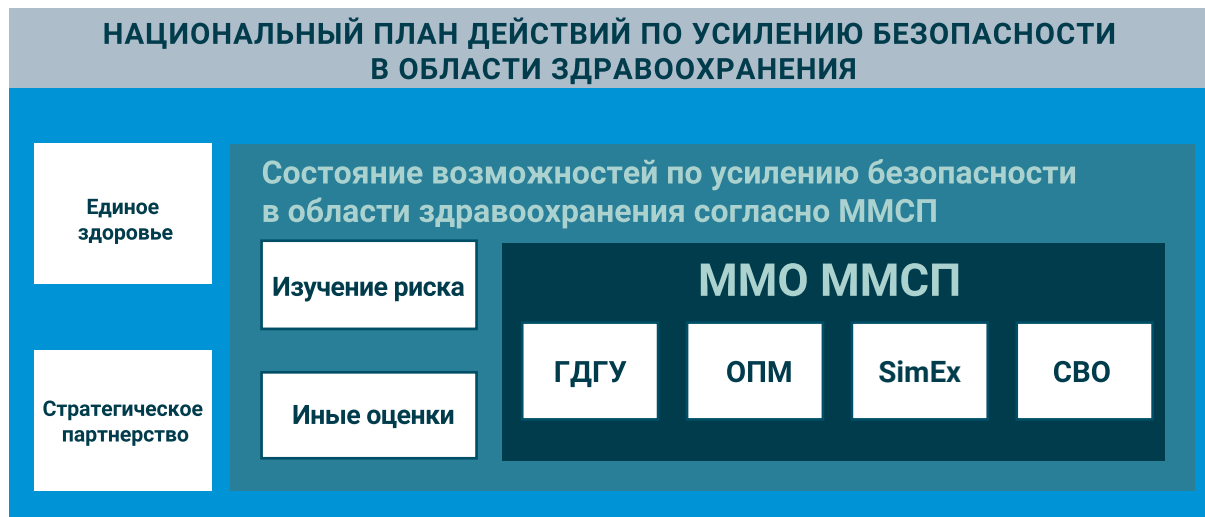 НАЦИОНАЛЬНЫЙ ПЛАН ДЕЙСТВИЙ ПО УСИЛЕНИЮ БЕЗОПАСНОСТИ
В ОБЛАСТИ ЗДРАВООХРАНЕНИЯ
Единое
здоровье
Стратегическое
партнерство
Состояние возможностей по усилению безопасности
в области здравоохранения согласно ММСП
Изучение риска
Иные оценки
ММО ММСП
ГДГУ
ОПМ
SimEx
СВО